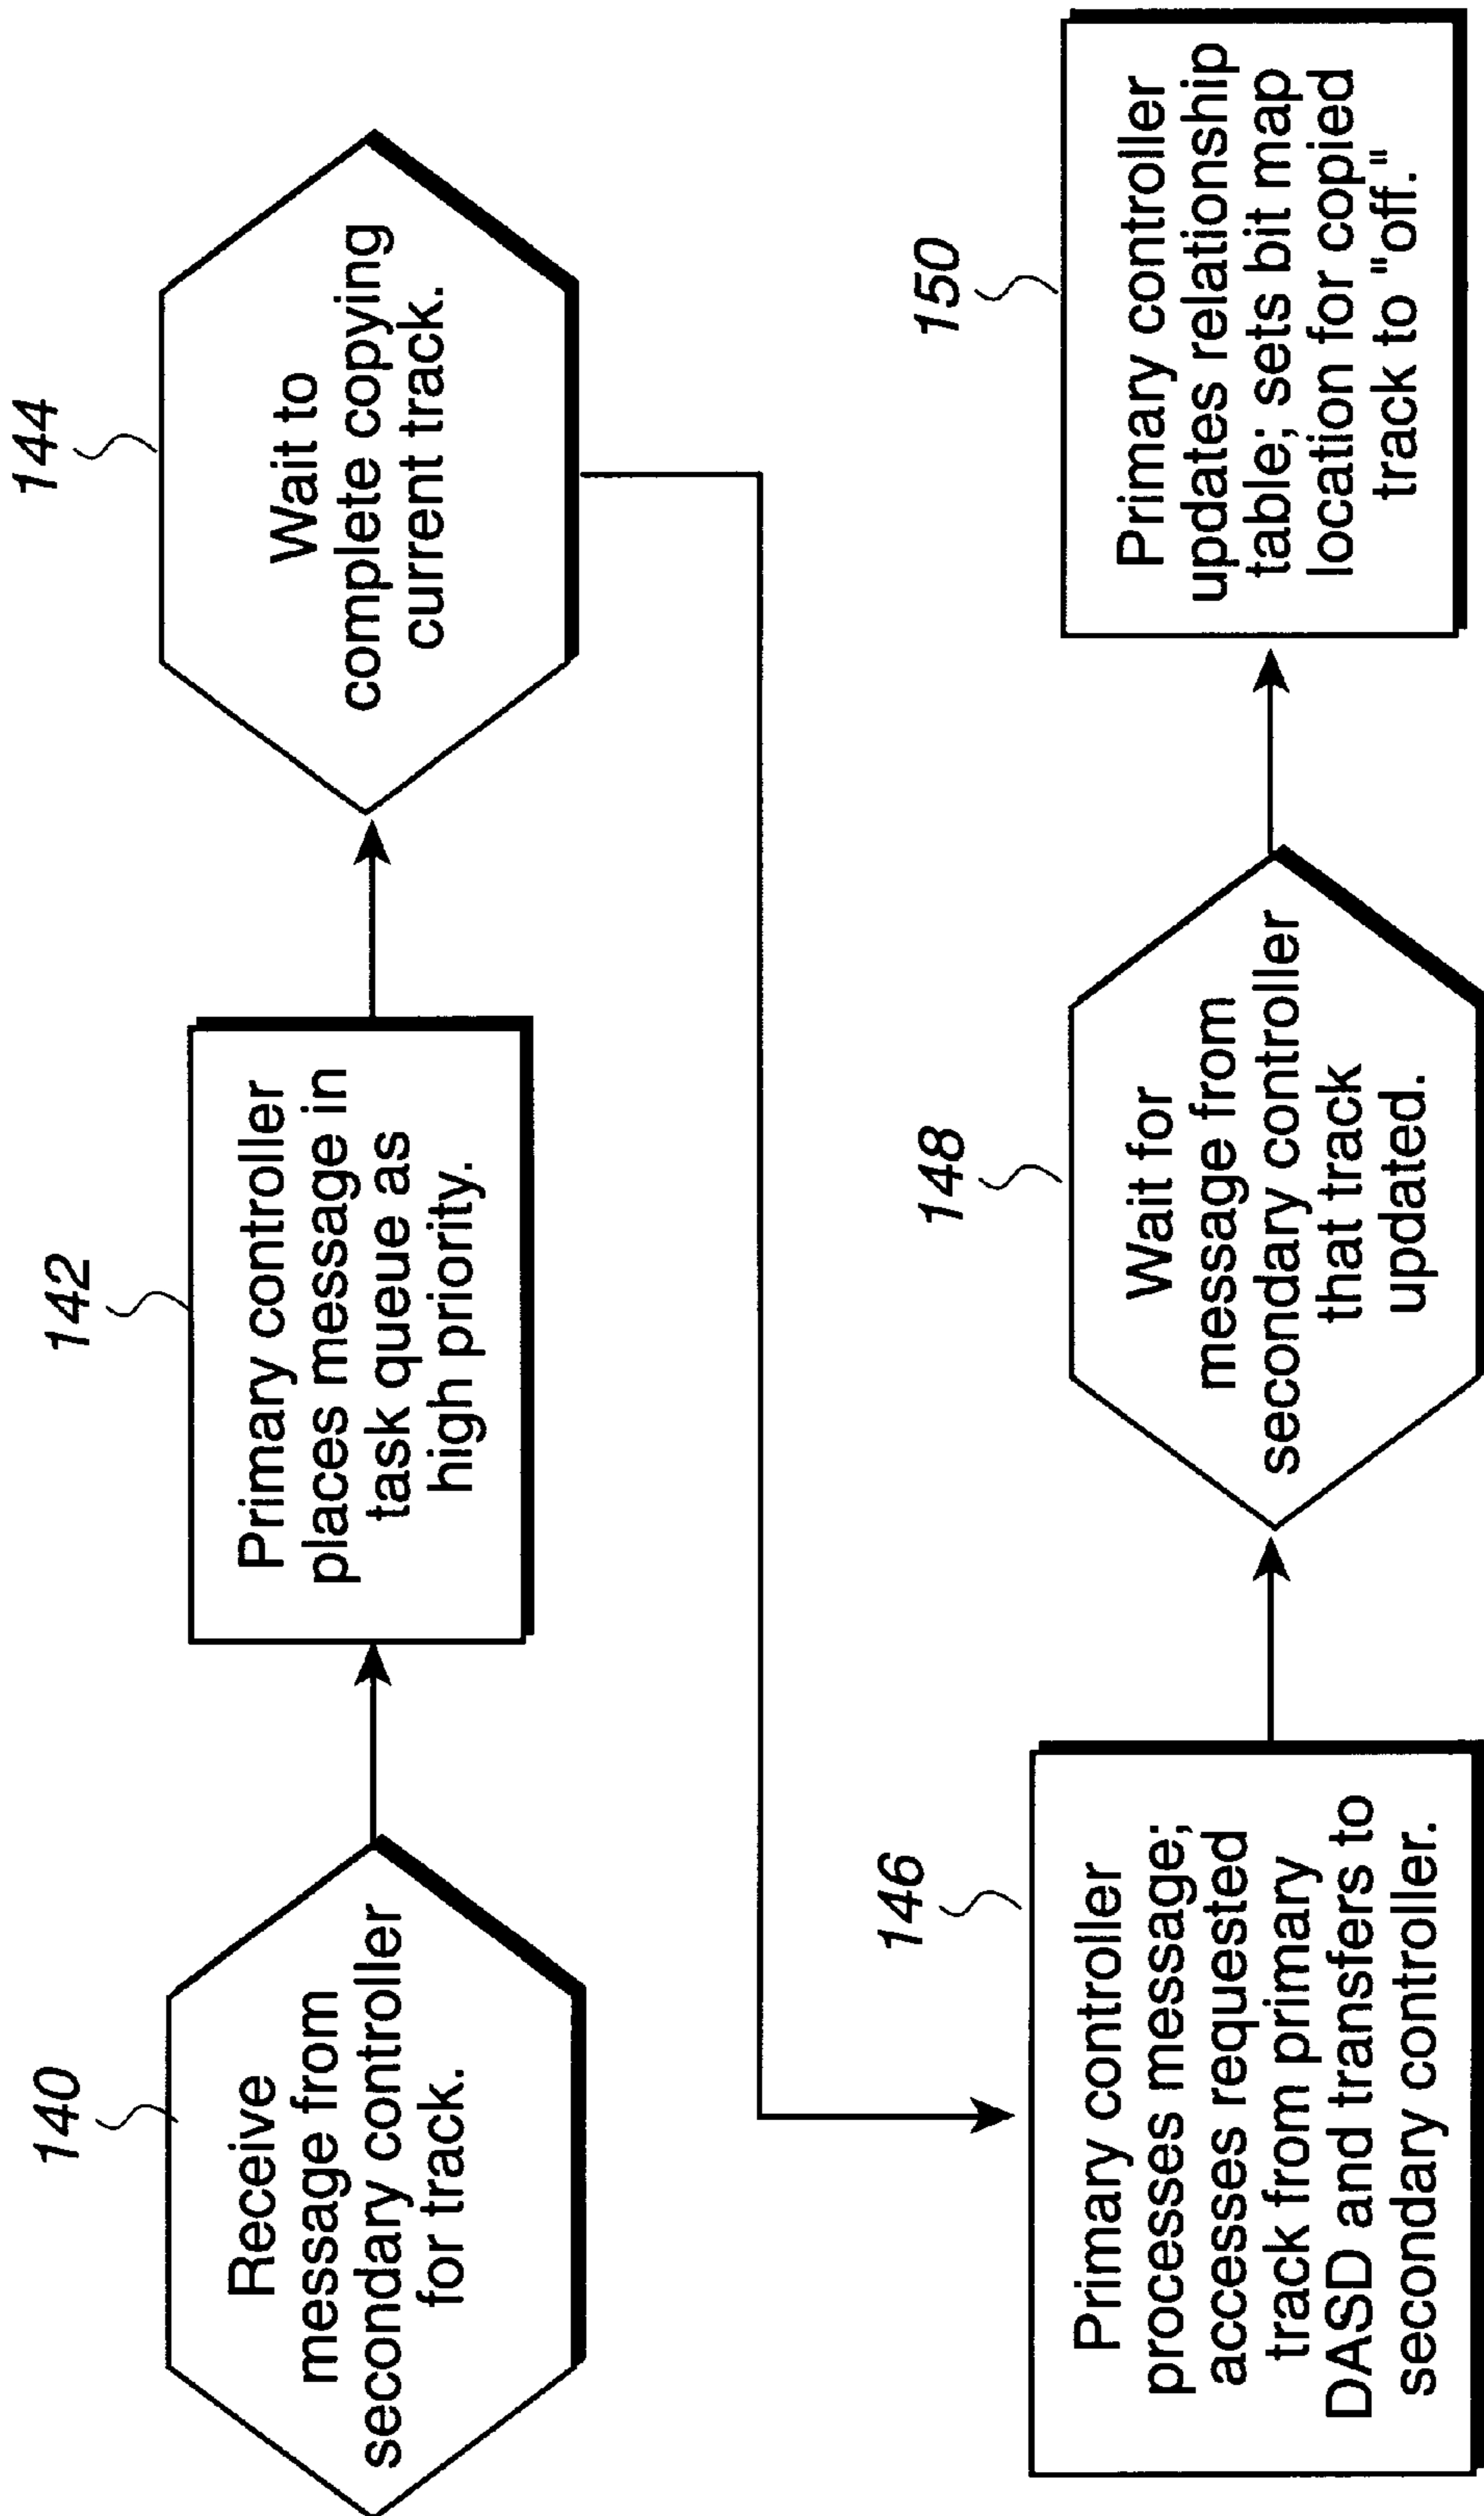 140
Receive
message from
secondary controller
for track.
142
Primary controller
places message in
task queue as
high priority.
144
Wait to
complete copying
current track.
146
Primary controller
processes message;
accesses requested
track from primary
DASD and transfers to
secondary controller.
148
Wait for
message from
secondary controller
that track
updated.
150
Primary controller
updates relationship
table; sets bit map
location for copied
track to "off."